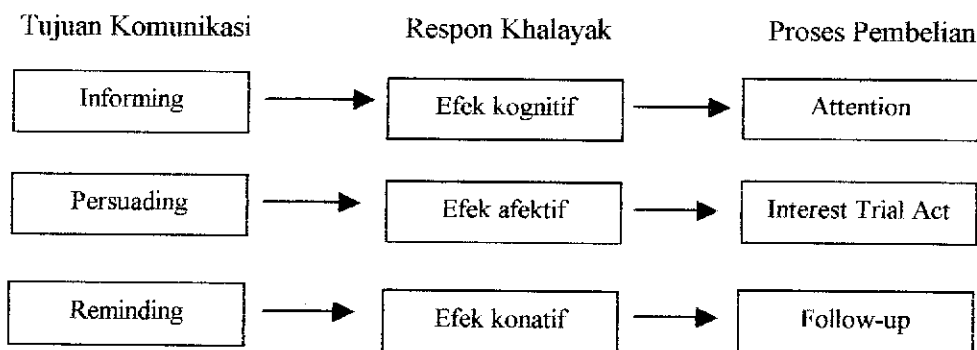 Tujuan Komunikasi Respon Khalayak Proses Pembelian
Informing Efek kognitif Attention
Persuading Efek afektif Interest Trial Act
Reminding Efek konatif Follow-up